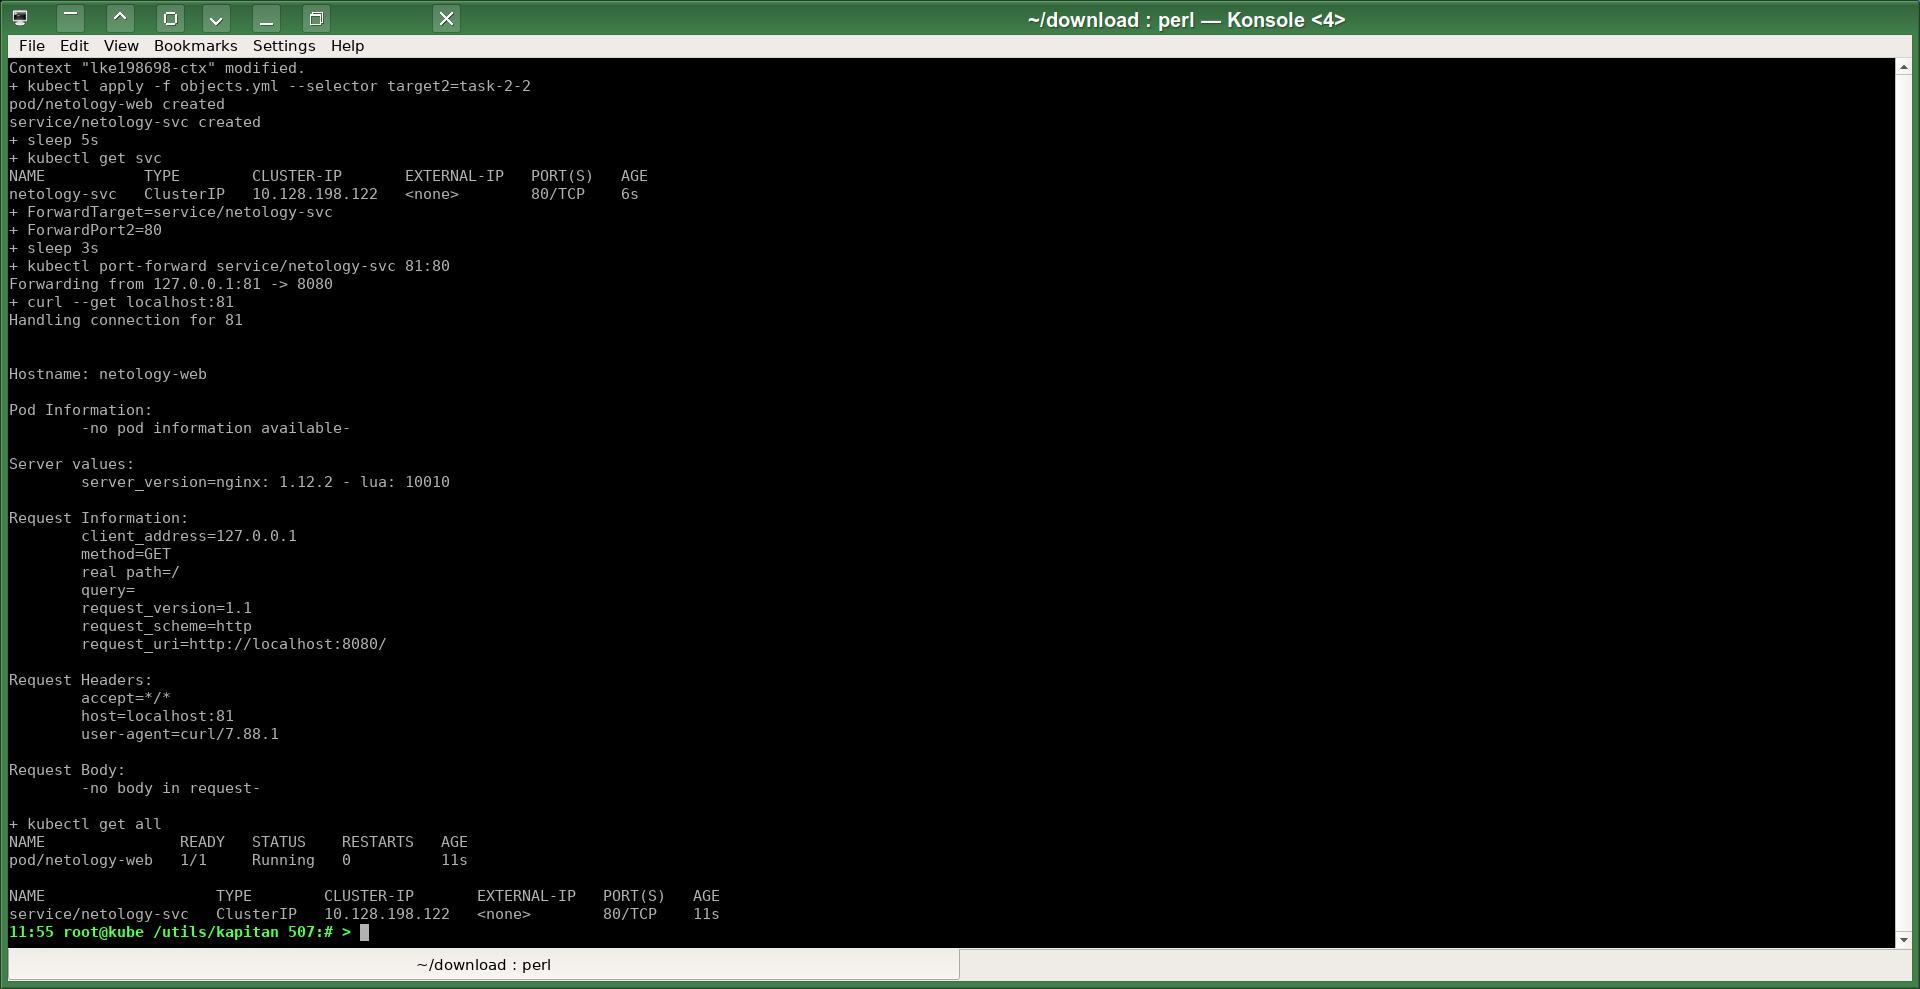 ~/download : perl — Konsole <4>
File Edit View Bookmarks Settings Help
Context "lke198698-ctx" modified.
+ kubectl apply -f objects.yml --selector target2=task-2-2
pod/netology-web created
service/netology-svc created
+ sleep 5s
+ kubectl get svc
NAME           TYPE        CLUSTER-IP       EXTERNAL-IP   PORT(S)   AGE
netology-svc   ClusterIP   10.128.198.122   <none>        80/TCP    6s
+ ForwardTarget=service/netology-svc
+ ForwardPort2=80
+ sleep 3s
+ kubectl port-forward service/netology-svc 81:80
Forwarding from 127.0.0.1:81 -> 8080
+ curl --get localhost:81
Handling connection for 81
Hostname: netology-web
Pod Information:
        -no pod information available-
Server values:
        server_version=nginx: 1.12.2 - lua: 10010
Request Information:
        client_address=127.0.0.1
        method=GET
        real path=/
        query=
        request_version=1.1
        request_scheme=http
        request_uri=http://localhost:8080/
Request Headers:
        accept=*/*
        host=localhost:81
        user-agent=curl/7.88.1
Request Body:
        -no body in request-
+ kubectl get all
NAME               READY   STATUS    RESTARTS   AGE
pod/netology-web   1/1     Running   0          11s
NAME                   TYPE        CLUSTER-IP       EXTERNAL-IP   PORT(S)   AGE
service/netology-svc   ClusterIP   10.128.198.122   <none>        80/TCP    11s
11:55 root@kube /utils/kapitan 507:# >
~/download : perl